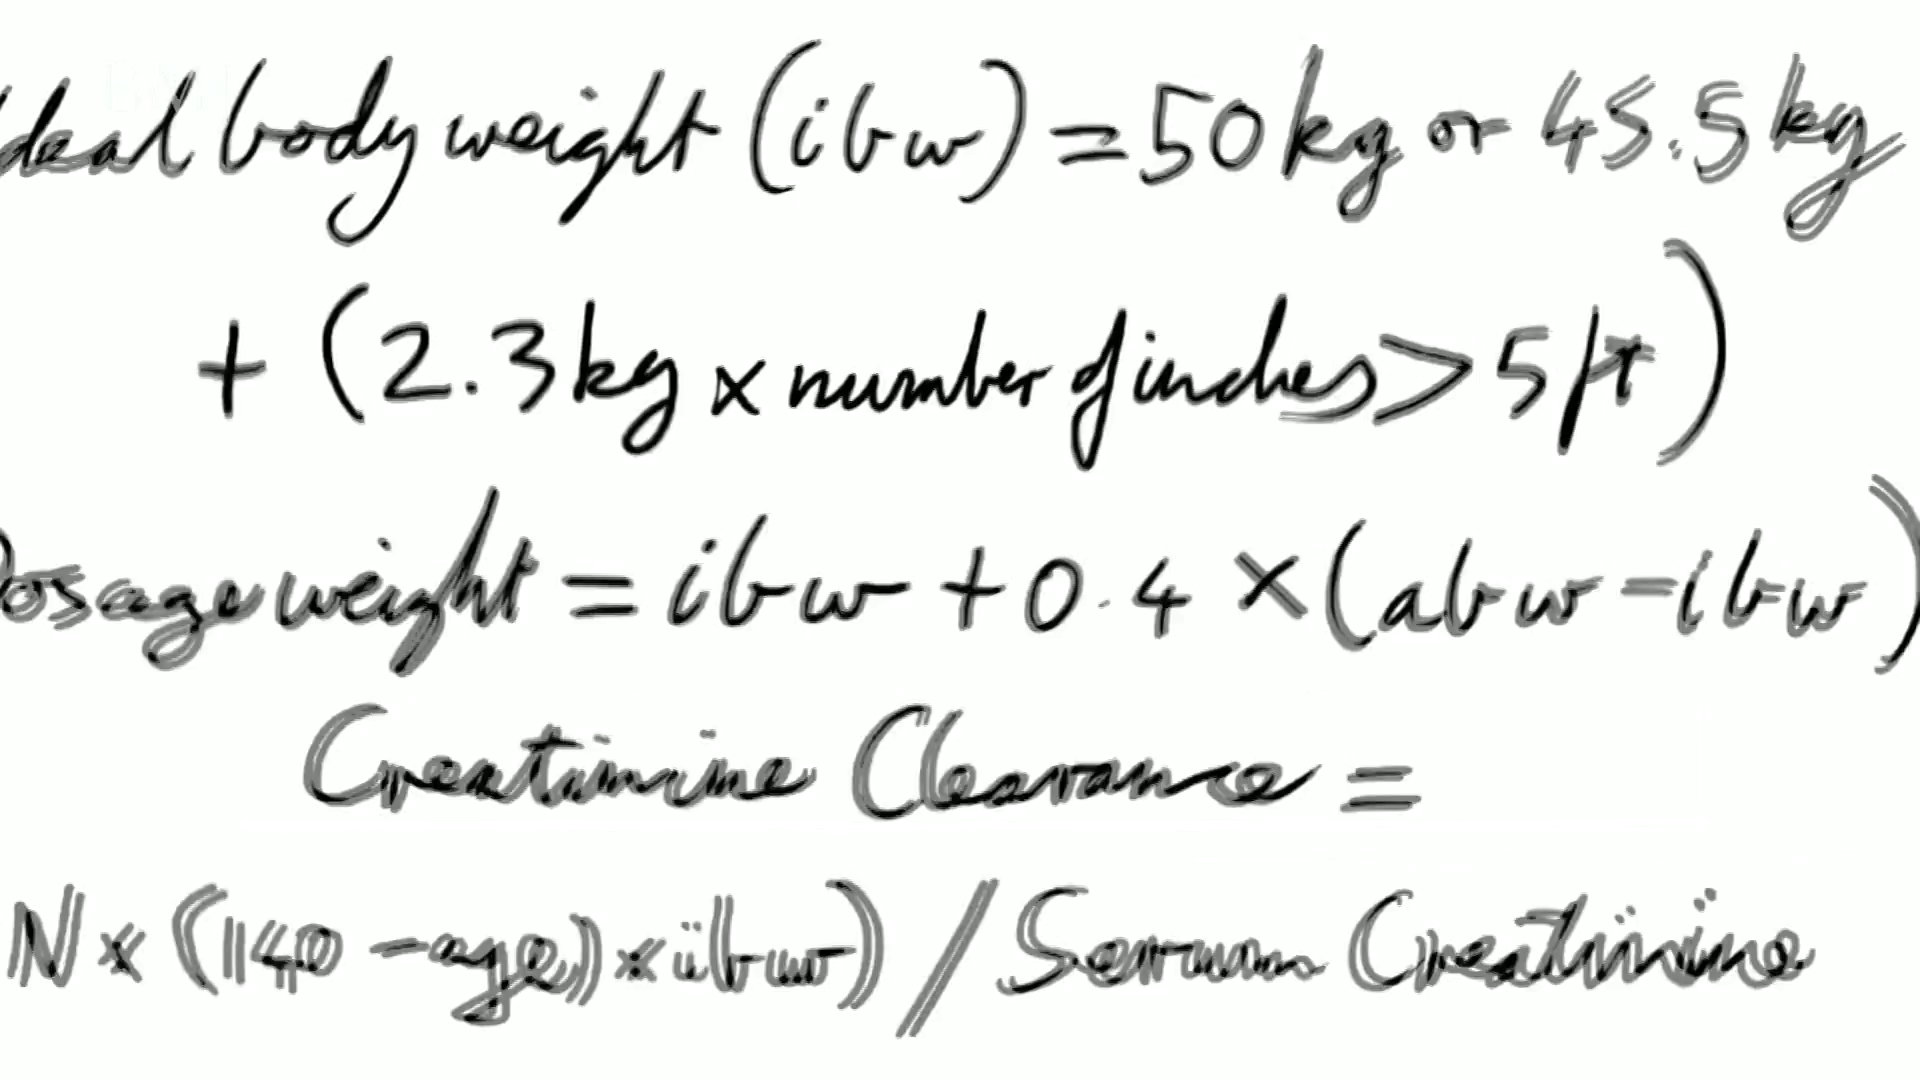 Ideal body weight (ibw) = 50kg or 45.5kg
+ (2.3kg x number of inches > 5ft)
Dosage weight = ibw + 0.4 × (abw - ibw)
Creatinine Clearance =
N x (140 - age) x ibw) / Serum Creatinine